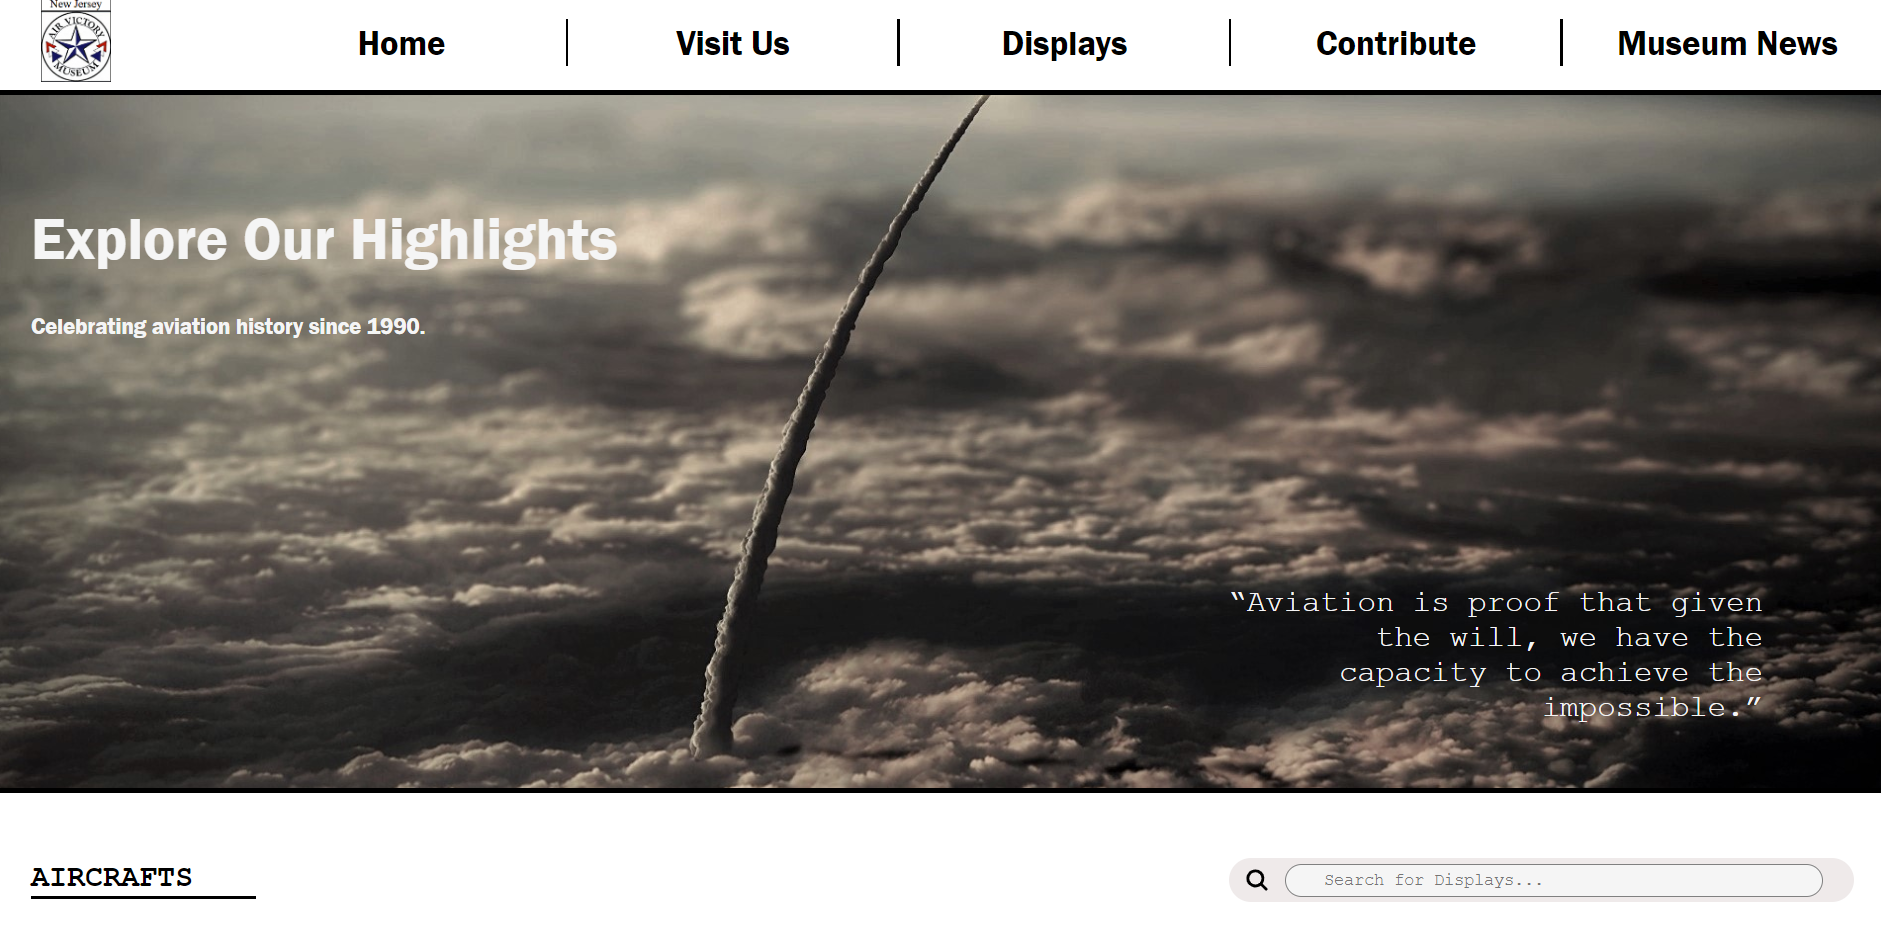 New Jersey
AIR VICTORY
MUSEUM
Home
Visit Us
Displays
Contribute
Museum News
Explore Our Highlights
Celebrating aviation history since 1990.
“Aviation is proof that given
the will, we have the
capacity to achieve the
impossible.”
AIRCRAFTS
Search for Displays...